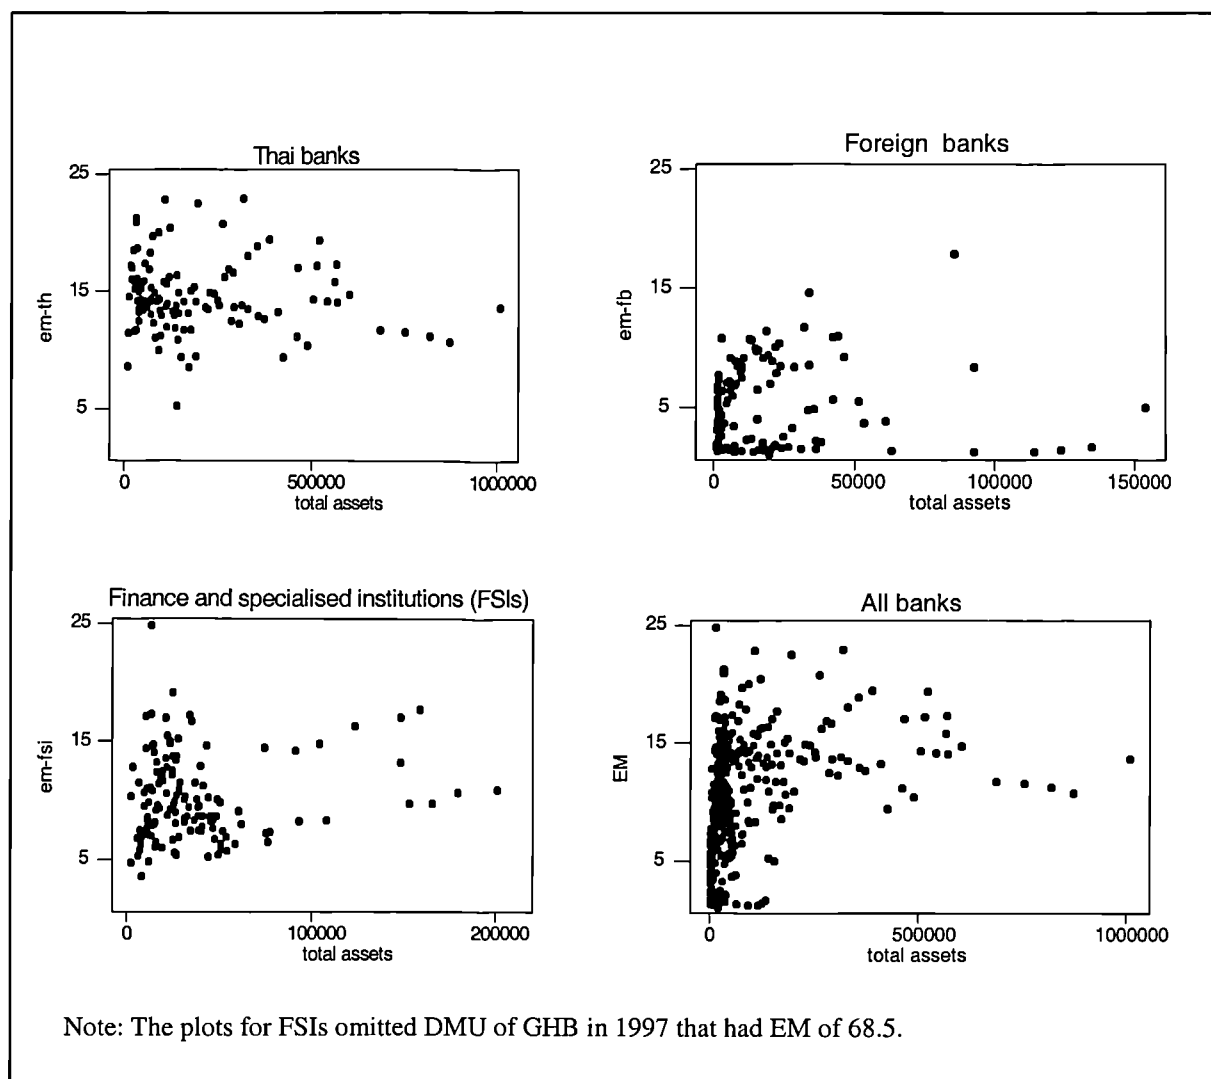 Thai banks
25
15
5
em-th
0 500000 1000000
total assets
Foreign banks
25
15
5
em-fb
0 50000 100000 150000
total assets
Finance and specialised institutions (FSIs)
25
15
5
em-fsi
0 100000 200000
total assets
All banks
25
15
5
EM
0 500000 1000000
total assets
Note: The plots for FSIs omitted DMU of GHB in 1997 that had EM of 68.5.